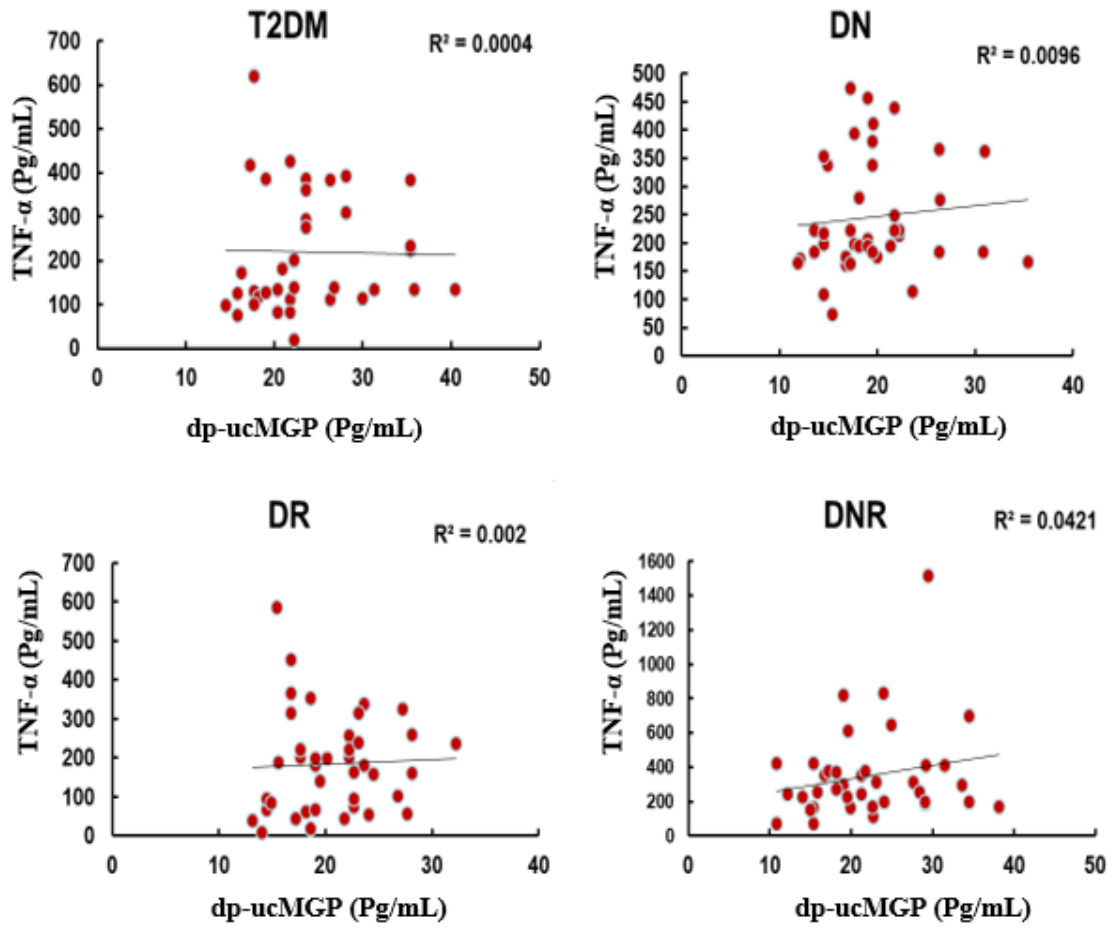 T2DM
R² = 0.0004
TNF-α (Pg/mL)
700
600
500
400
300
200
100
0
0 10 20 30 40 50
dp-ucMGP (Pg/mL)
DN
R² = 0.0096
TNF-α (Pg/mL)
500
450
400
350
300
250
200
150
100
50
0
0 10 20 30 40
dp-ucMGP (Pg/mL)
DR
R² = 0.002
TNF-α (Pg/mL)
700
600
500
400
300
200
100
0
0 10 20 30 40
dp-ucMGP (Pg/mL)
DNR
R² = 0.0421
TNF-α (Pg/mL)
1600
1400
1200
1000
800
600
400
200
0
0 10 20 30 40 50
dp-ucMGP (Pg/mL)